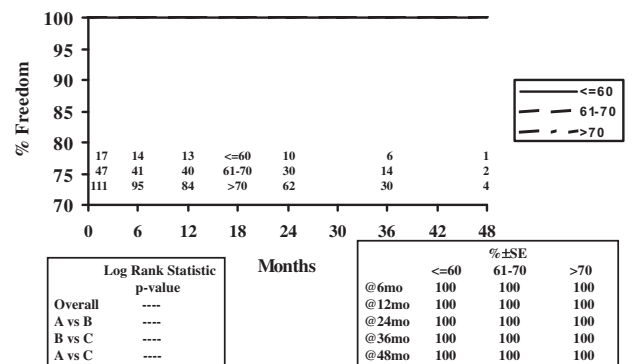 100
95
90
85
80
75
70
% Freedom
<=60
61-70
>70
17 14 13 <=60 10 6 1
47 41 40 61-70 30 14 2
111 95 84 >70 62 30 4
0 6 12 18 24 30 36 42 48
Months
Log Rank Statistic
p-value
Overall ----
A vs B ----
B vs C ----
A vs C ----
%±SE
<=60 61-70 >70
@6mo 100 100 100
@12mo 100 100 100
@24mo 100 100 100
@36mo 100 100 100
@48mo 100 100 100